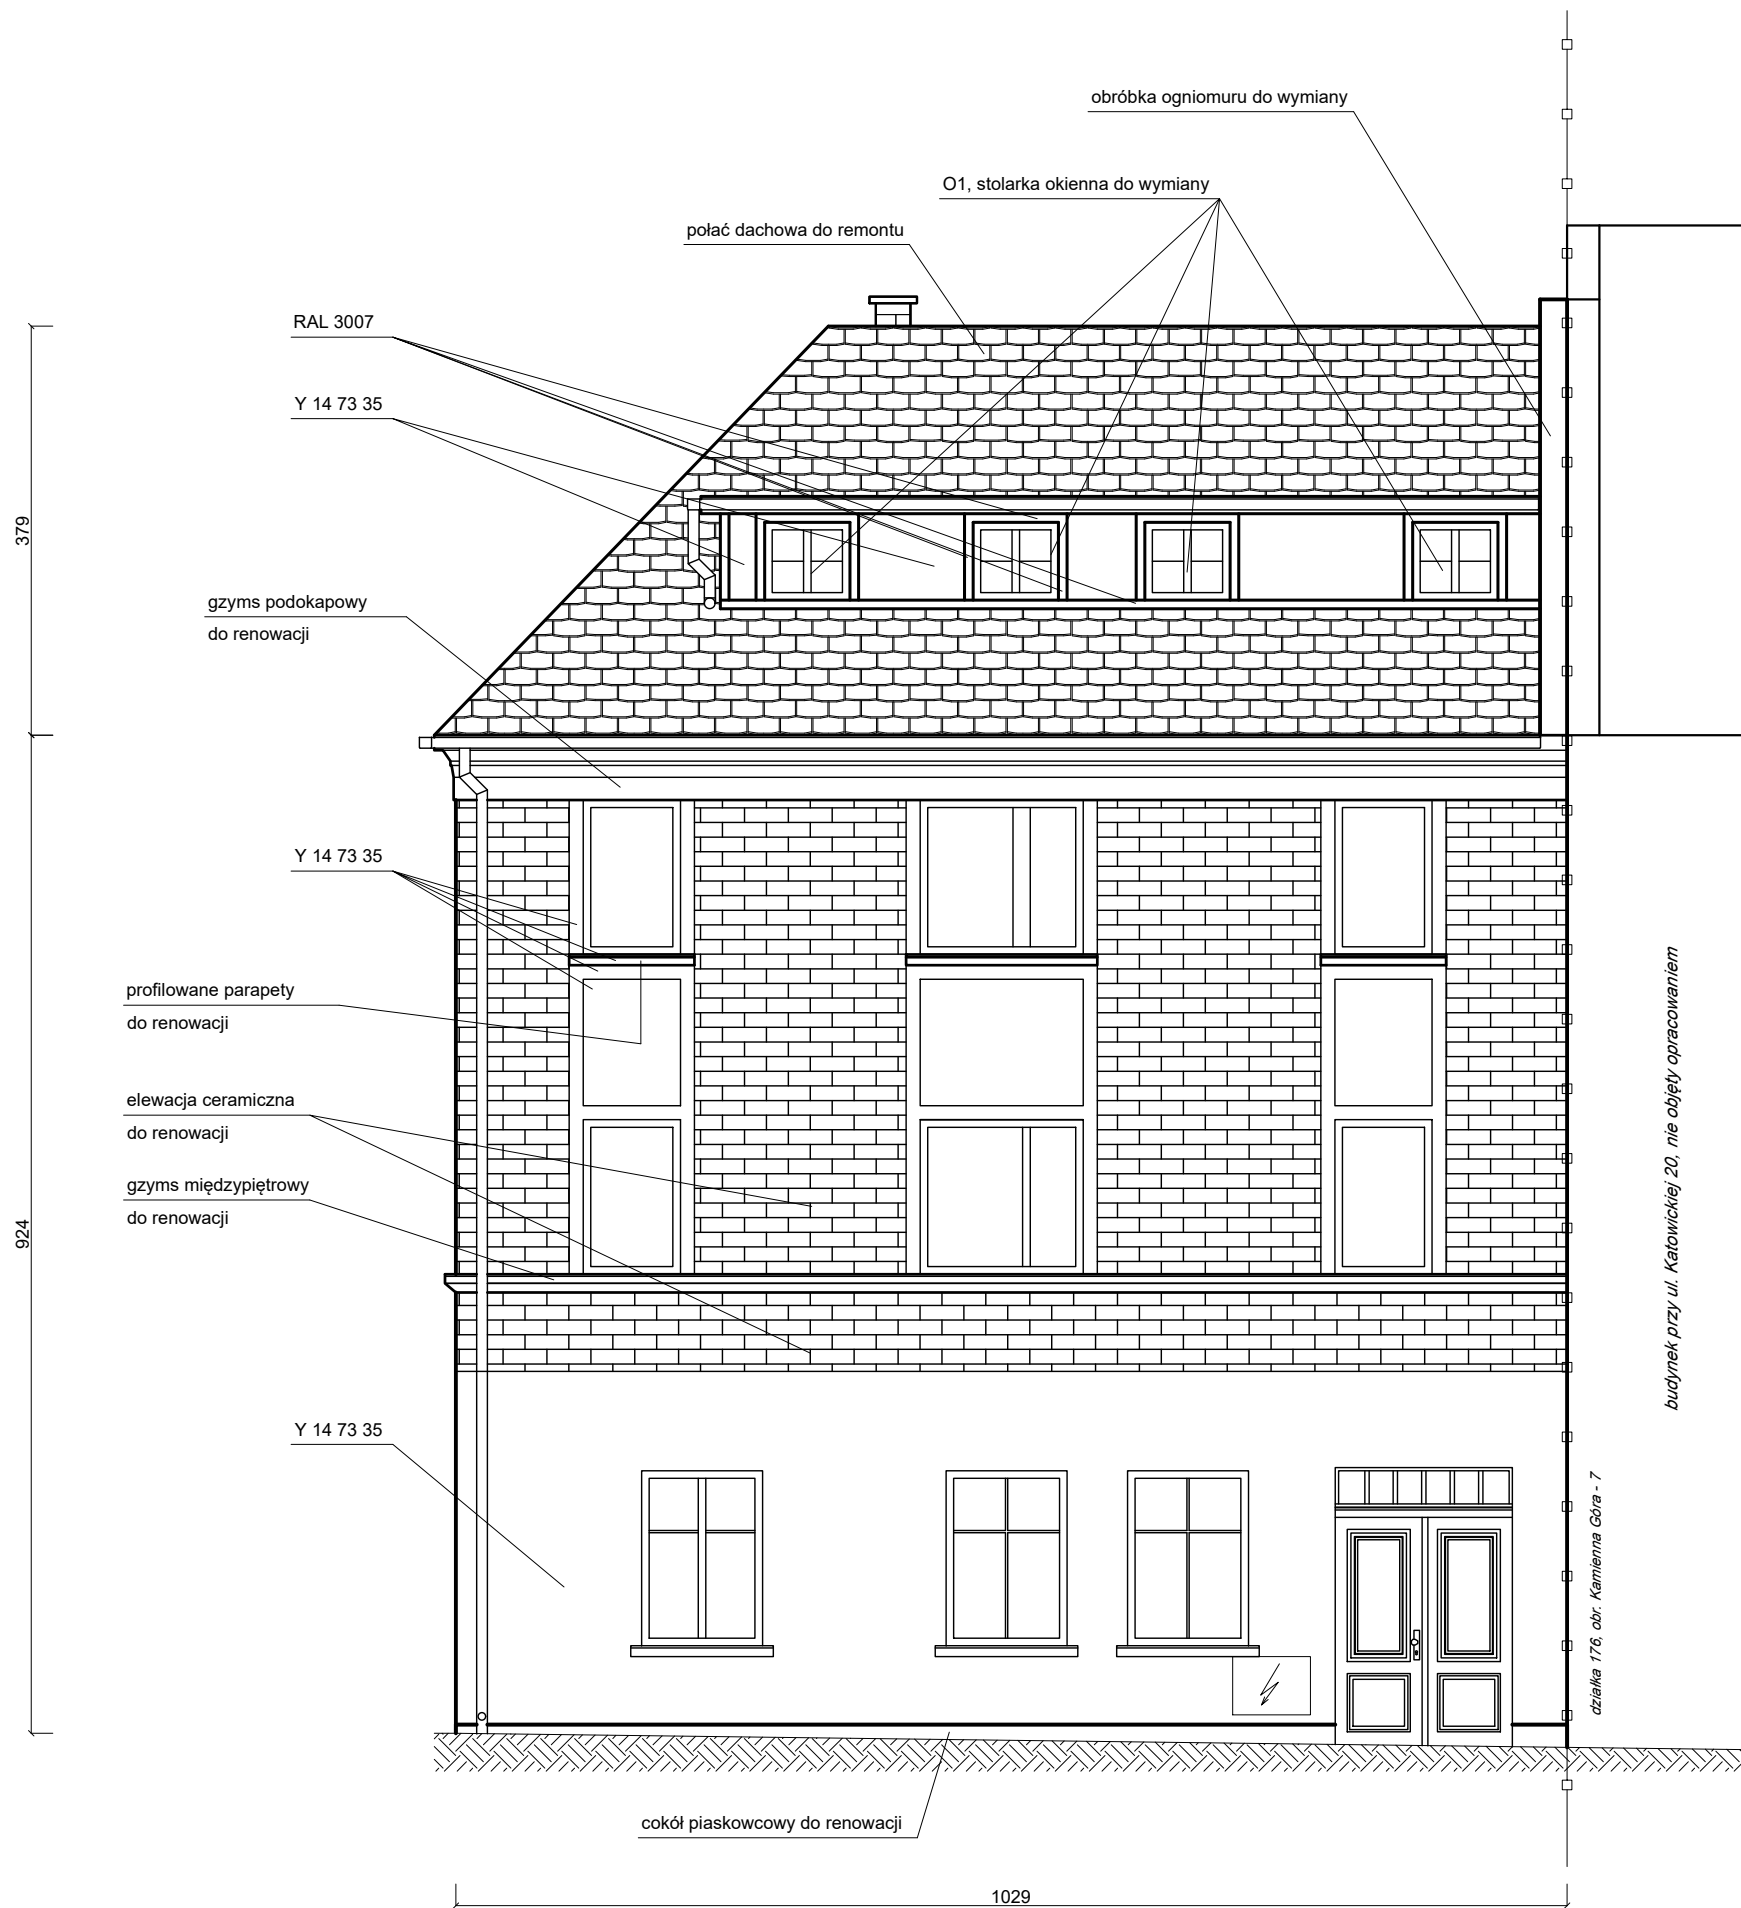 obróbka ogniomuru do wymiany
O1, stolarka okienna do wymiany
połać dachowa do remontu
RAL 3007
Y 14 73 35
379
gzyms podokapowy
do renowacji
Y 14 73 35
profilowane parapety
do renowacji
elewacja ceramiczna
do renowacji
gzyms międzypiętrowy
do renowacji
924
budynek przy ul. Katowickiej 20, nie objęty opracowaniem
Y 14 73 35
działka 176, obr. Kamienna Góra - 7
cokół piaskowcowy do renowacji
1029